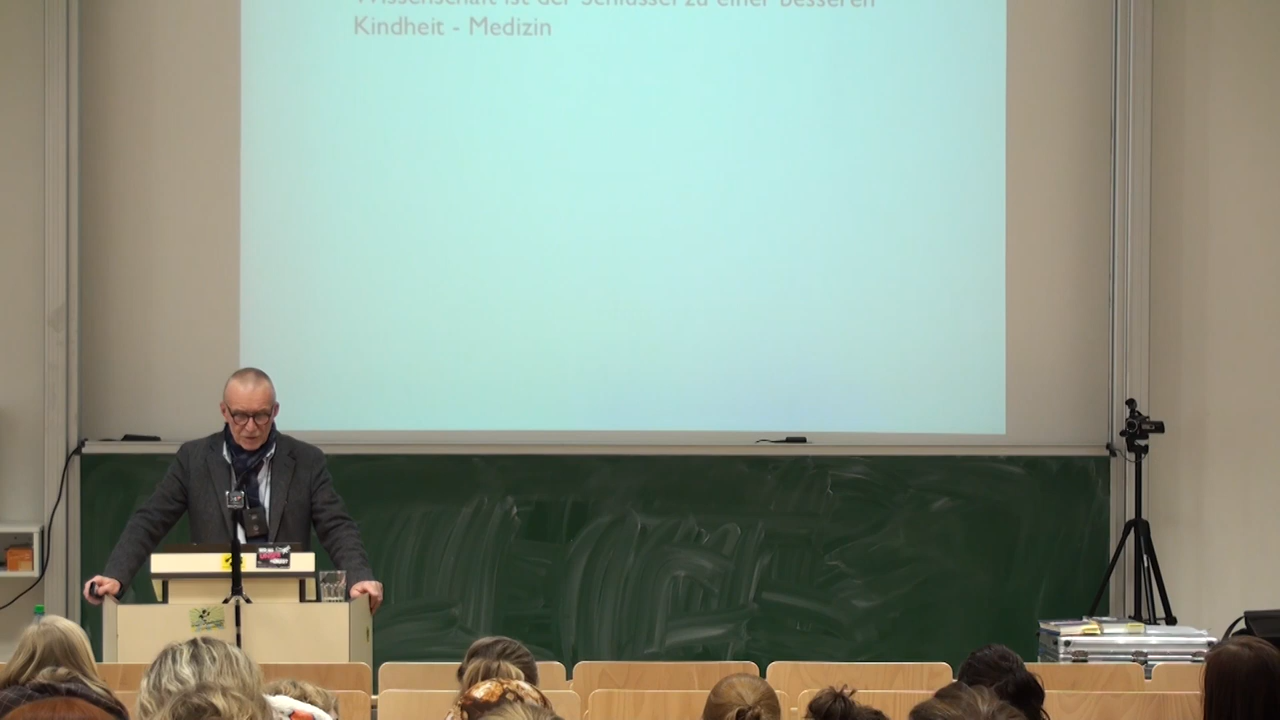 Wissenschaft ist der Schlüssel zu einer besseren
Kindheit - Medizin